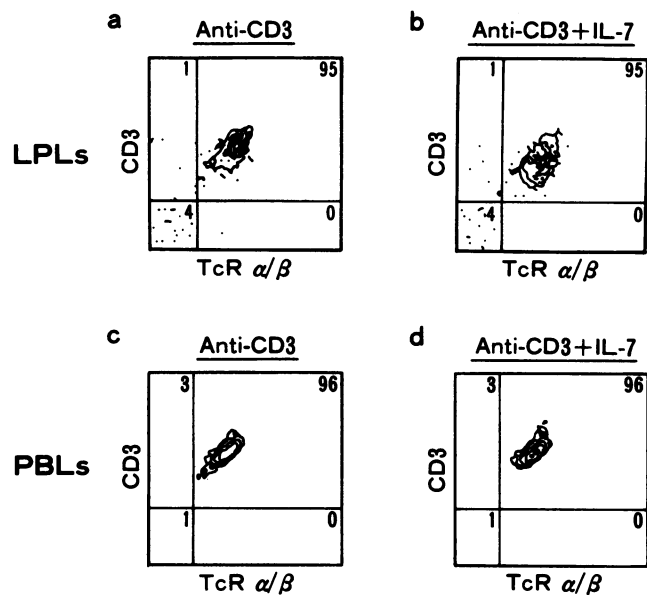 a
Anti-CD3
b
Anti-CD3+IL-7
LPLs
CD3
1
95
4
0
TcR α/β
CD3
1
95
4
0
TcR α/β
c
Anti-CD3
d
Anti-CD3+IL-7
PBLs
CD3
3
96
1
0
TcR α/β
CD3
3
96
1
0
TcR α/β